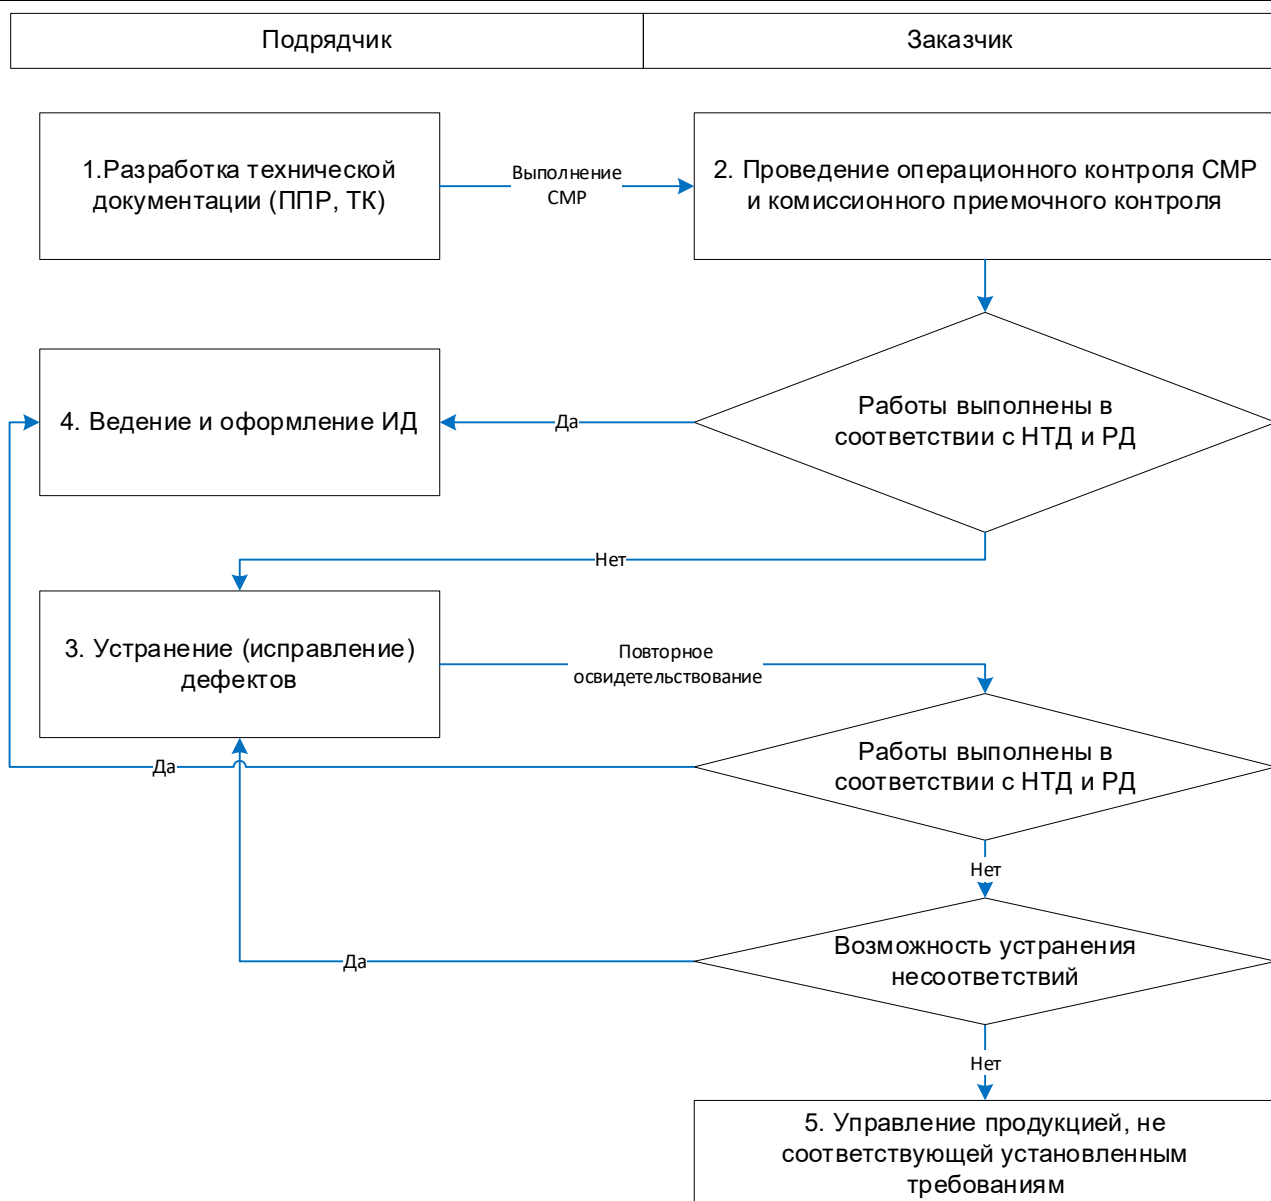 Подрядчик
Заказчик
1.Разработка технической
документации (ППР, ТК)
Выполнение
СМР
2. Проведение операционного контроля СМР
и комиссионного приемочного контроля
Работы выполнены в
соответствии с НТД и РД
Да
4. Ведение и оформление ИД
Нет
3. Устранение (исправление)
дефектов
Повторное
освидетельствование
Работы выполнены в
соответствии с НТД и РД
Да
Нет
Возможность устранения
несоответствий
Да
Нет
5. Управление продукцией, не
соответствующей установленным
требованиям